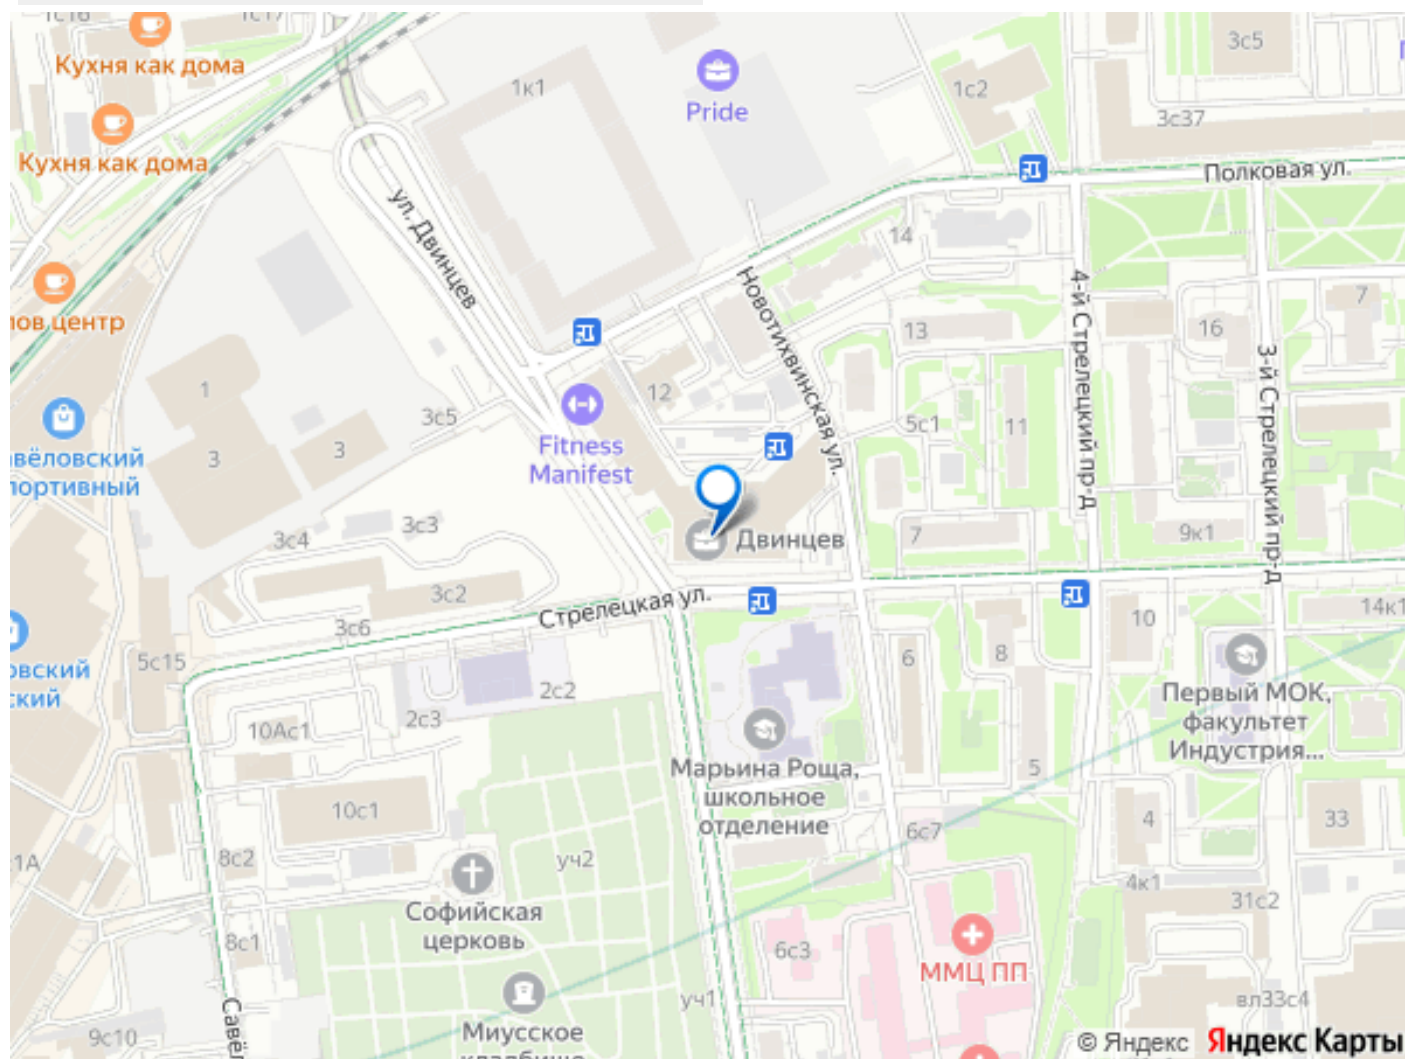 1с16
1с17
Кухня как дома
1к1
Pride
1с2
3с5
3с37
Кухня как дома
Полковая ул.
ул. Двинцев
14
Новотихвинская ул.
4-й Стрелецкий пр-д
7
13
16
3-й Стрелецкий пр-д
1
12
3с5
5с1
11
Fitness
Manifest
3
3
3с3
3с4
Двинцев
7
9к1
3с2
Стрелецкая ул.
3с6
14к1
10
5с15
6
8
2с2
2с3
10Ас1
Первый МОК,
факультет
Индустрия...
Марьина Роща,
школьное
отделение
5
10с1
6с7
4
33
8с2
уч2
1А
4к1
31с2
Софийская
церковь
8с1
6с3
ММЦ ПП
уч1
вл33с4
9с10
Миусское
кладбище
© Яндекс Яндекс Карты